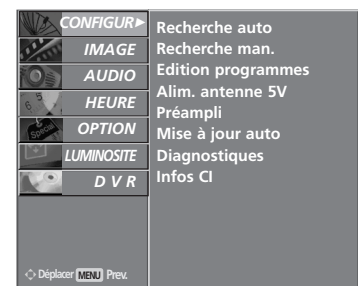 CONFIGUR►
IMAGE
AUDIO
HEURE
OPTION
LUMINOSITE
D V R
Recherche auto
Recherche man.
Edition programmes
Alim. antenne 5V
Préampli
Mise à jour auto
Diagnostiques
Infos CI
Déplacer MENU Prev.